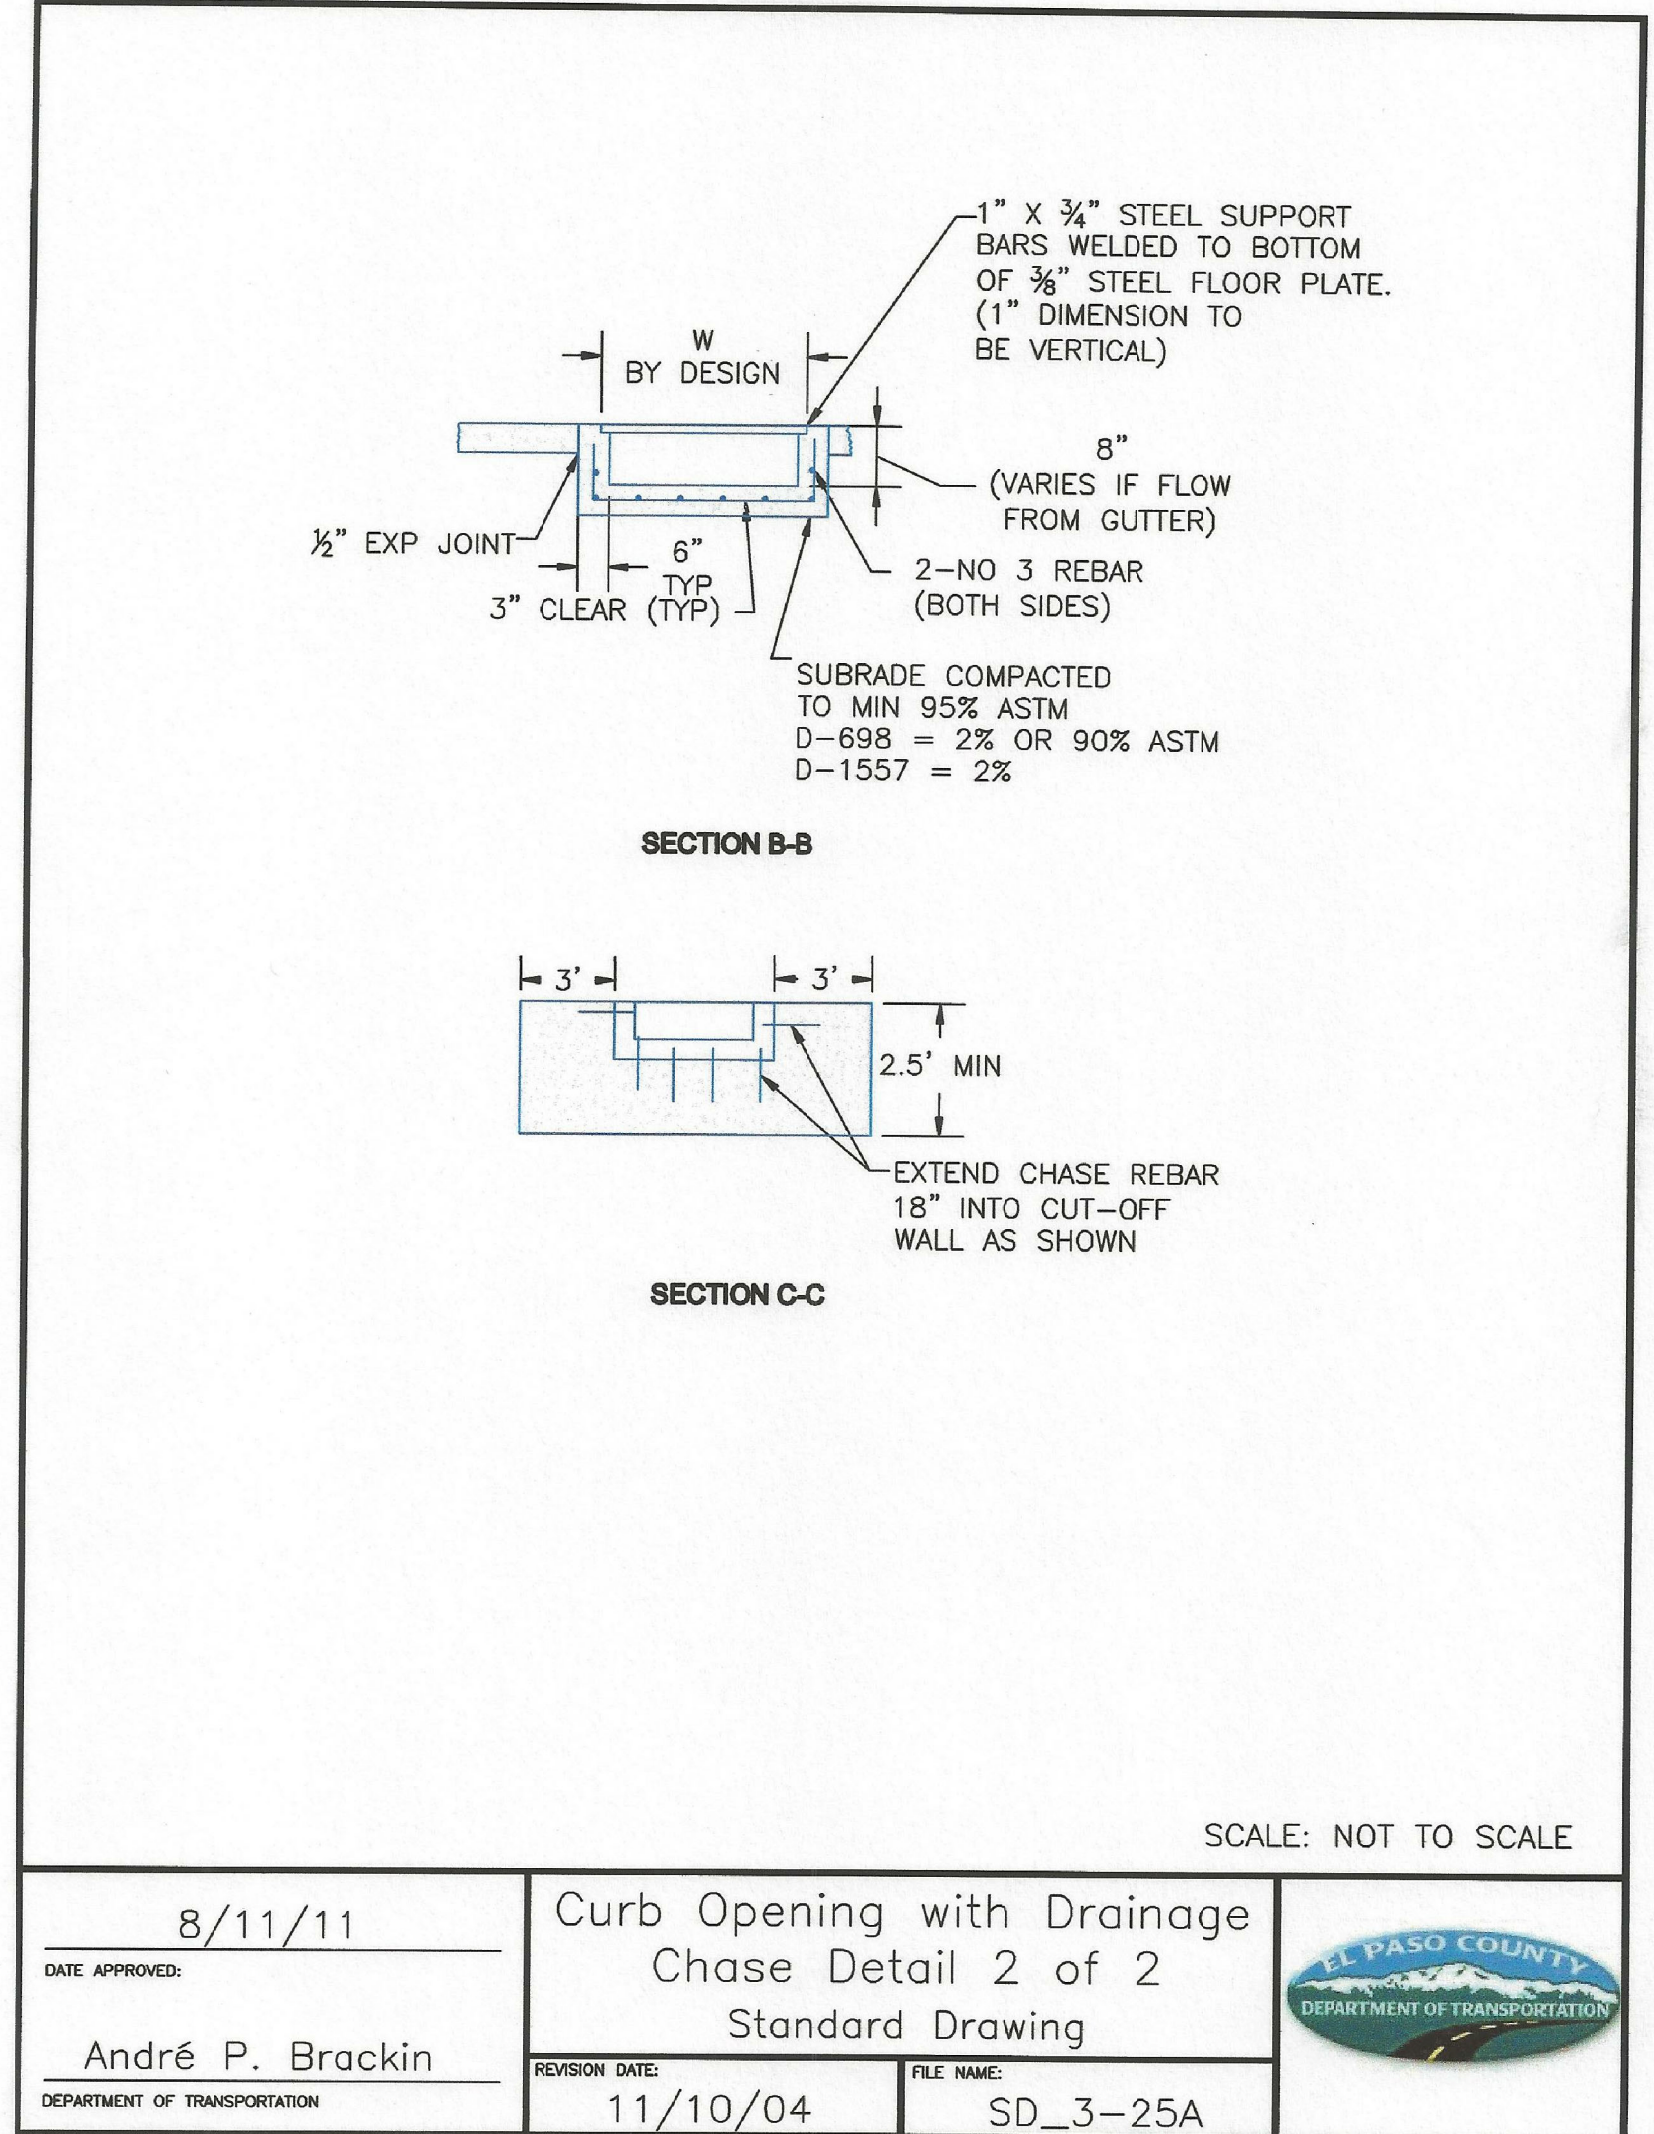 1” X ¾” STEEL SUPPORT
BARS WELDED TO BOTTOM
OF ⅜” STEEL FLOOR PLATE.
(1” DIMENSION TO
BE VERTICAL)
W
BY DESIGN
8”
(VARIES IF FLOW
FROM GUTTER)
½” EXP JOINT
6”
TYP
3” CLEAR (TYP)
2-NO 3 REBAR
(BOTH SIDES)
SUBRADE COMPACTED
TO MIN 95% ASTM
D-698 = 2% OR 90% ASTM
D-1557 = 2%
SECTION B-B
3’
3’
2.5’ MIN
EXTEND CHASE REBAR
18” INTO CUT-OFF
WALL AS SHOWN
SECTION C-C
SCALE: NOT TO SCALE
8/11/11
DATE APPROVED:
André P. Brackin
DEPARTMENT OF TRANSPORTATION
Curb Opening with Drainage
Chase Detail 2 of 2
Standard Drawing
REVISION DATE:
11/10/04
FILE NAME:
SD_3-25A
EL PASO COUNTY
DEPARTMENT OF TRANSPORTATION